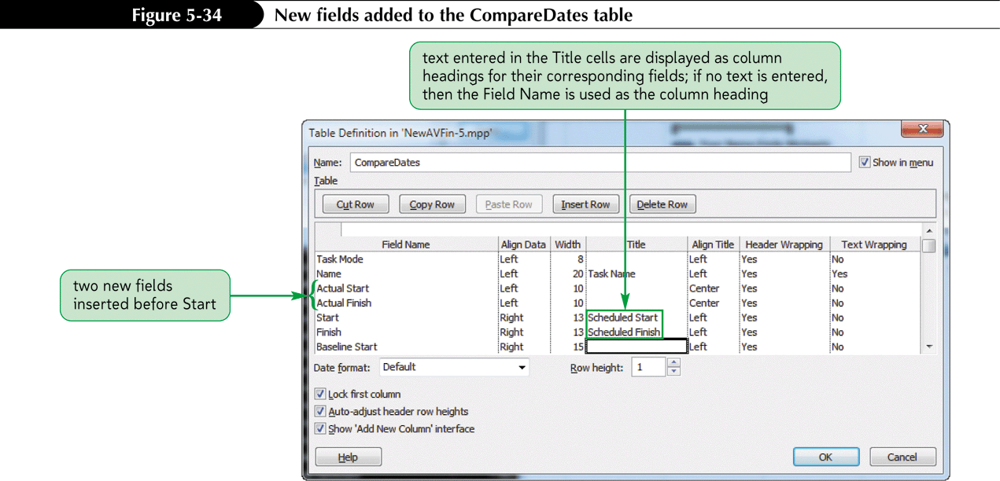 Figure 5-34 New fields added to the CompareDates table
text entered in the Title cells are displayed as column
headings for their corresponding fields; if no text is entered,
then the Field Name is used as the column heading
Table Definition in 'NewAVFin-5.mpp'
Name: CompareDates Show in menu
Table
Cut Row Copy Row Paste Row Insert Row Delete Row
Field Name Align Data Width Title Align Title Header Wrapping Text Wrapping
Task Mode Left 8 Left Yes No
Name Left 20 Task Name Left Yes Yes
two new fields
inserted before Start
Actual Start Left 10 Center Yes No
Actual Finish Left 10 Center Yes No
Start Right 13 Scheduled Start Left Yes No
Finish Right 13 Scheduled Finish Left Yes No
Baseline Start Right 15 Left Yes No
Date format: Default Row height: 1
Lock first column
Auto-adjust header row heights
Show 'Add New Column' interface
Help OK Cancel